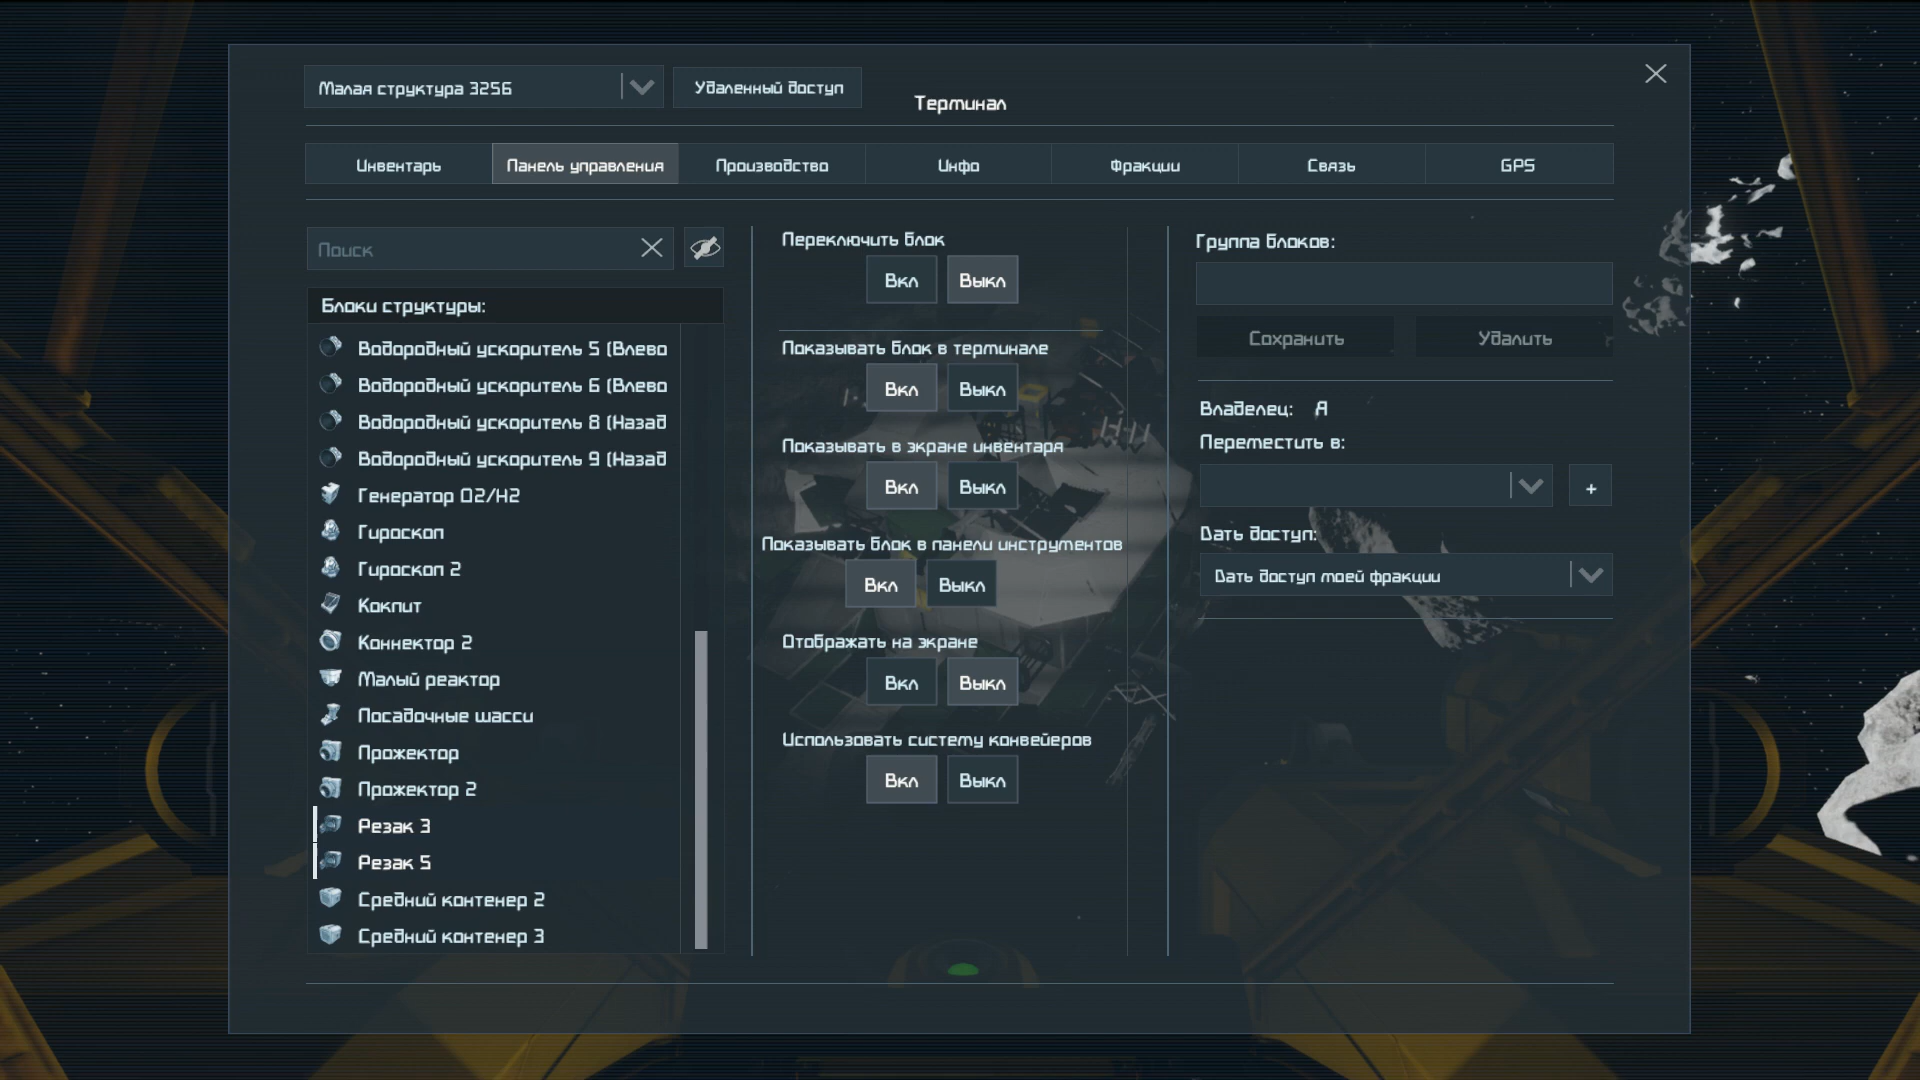 Малая структура 3256
Удаленный доступ
Терминал
Инвентарь
Панель управления
Производство
Инфо
Фракции
Связь
GPS
Поиск
Блоки структуры:
Водородный ускоритель 5 (Влево
Водородный ускоритель 6 (Влево
Водородный ускоритель 8 (Назад
Водородный ускоритель 9 (Назад
Генератор O2/H2
Гироскоп
Гироскоп 2
Кокпит
Коннектор 2
Малый реактор
Посадочные шасси
Прожектор
Прожектор 2
Резак 3
Резак 5
Средний контенер 2
Средний контенер 3
Переключить блок
Вкл Выкл
Показывать блок в терминале
Вкл Выкл
Показывать в экране инвентаря
Вкл Выкл
Показывать блок в панели инструментов
Вкл Выкл
Отображать на экране
Вкл Выкл
Использовать систему конвейеров
Вкл Выкл
Группа блоков:
Сохранить
Удалить
Владелец: A
Переместить в:
+
Дать доступ:
Дать доступ моей фракции